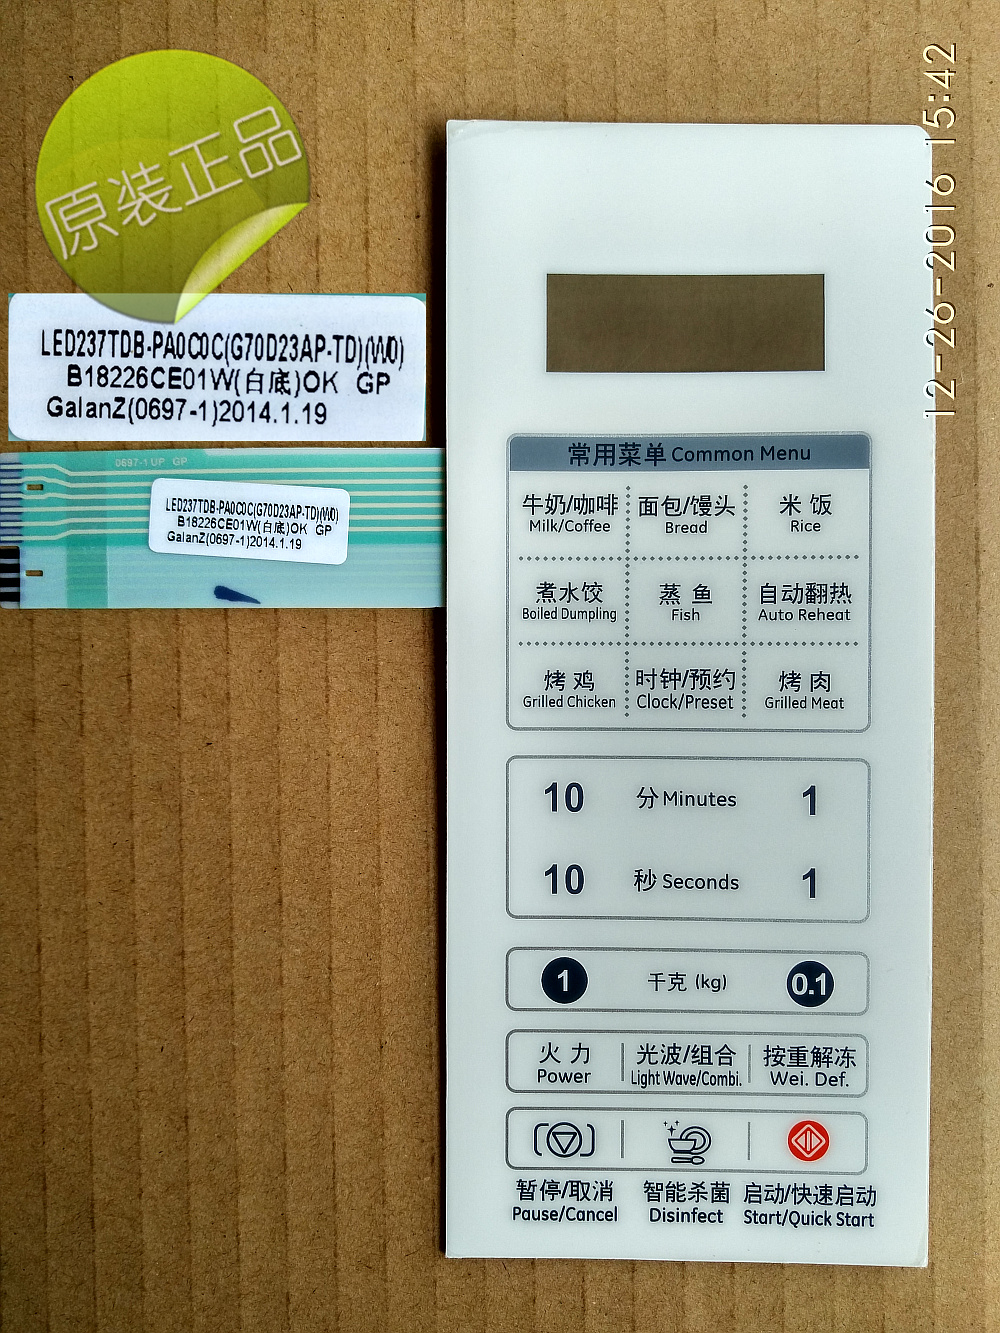 原装正品
LED237TDB-PA0C0C(G70D23AP-TD)(W0)
B18226CE01W(白底)OK GP
GalanZ(0697-1)2014.1.19
0697-1 UP GP
LED237TDB-PA0C0C(G70D23AP-TD)(W0)
B18226CE01W(白底)OK GP
GalanZ(0697-1)2014.1.19
12-26-2016 15:42
常用菜单 Common Menu
牛奶/咖啡 面包/馒头 米 饭
Milk/Coffee Bread Rice
煮水饺 蒸 鱼 自动翻热
Boiled Dumpling Fish Auto Reheat
烤 鸡 时钟/预约 烤 肉
Grilled Chicken Clock/Preset Grilled Meat
10 分 Minutes 1
10 秒 Seconds 1
1 千克 (kg) 0.1
火 力 光波/组合 按重解冻
Power Light Wave/Combi. Wei. Def.
暂停/取消 智能杀菌 启动/快速启动
Pause/Cancel Disinfect Start/Quick Start